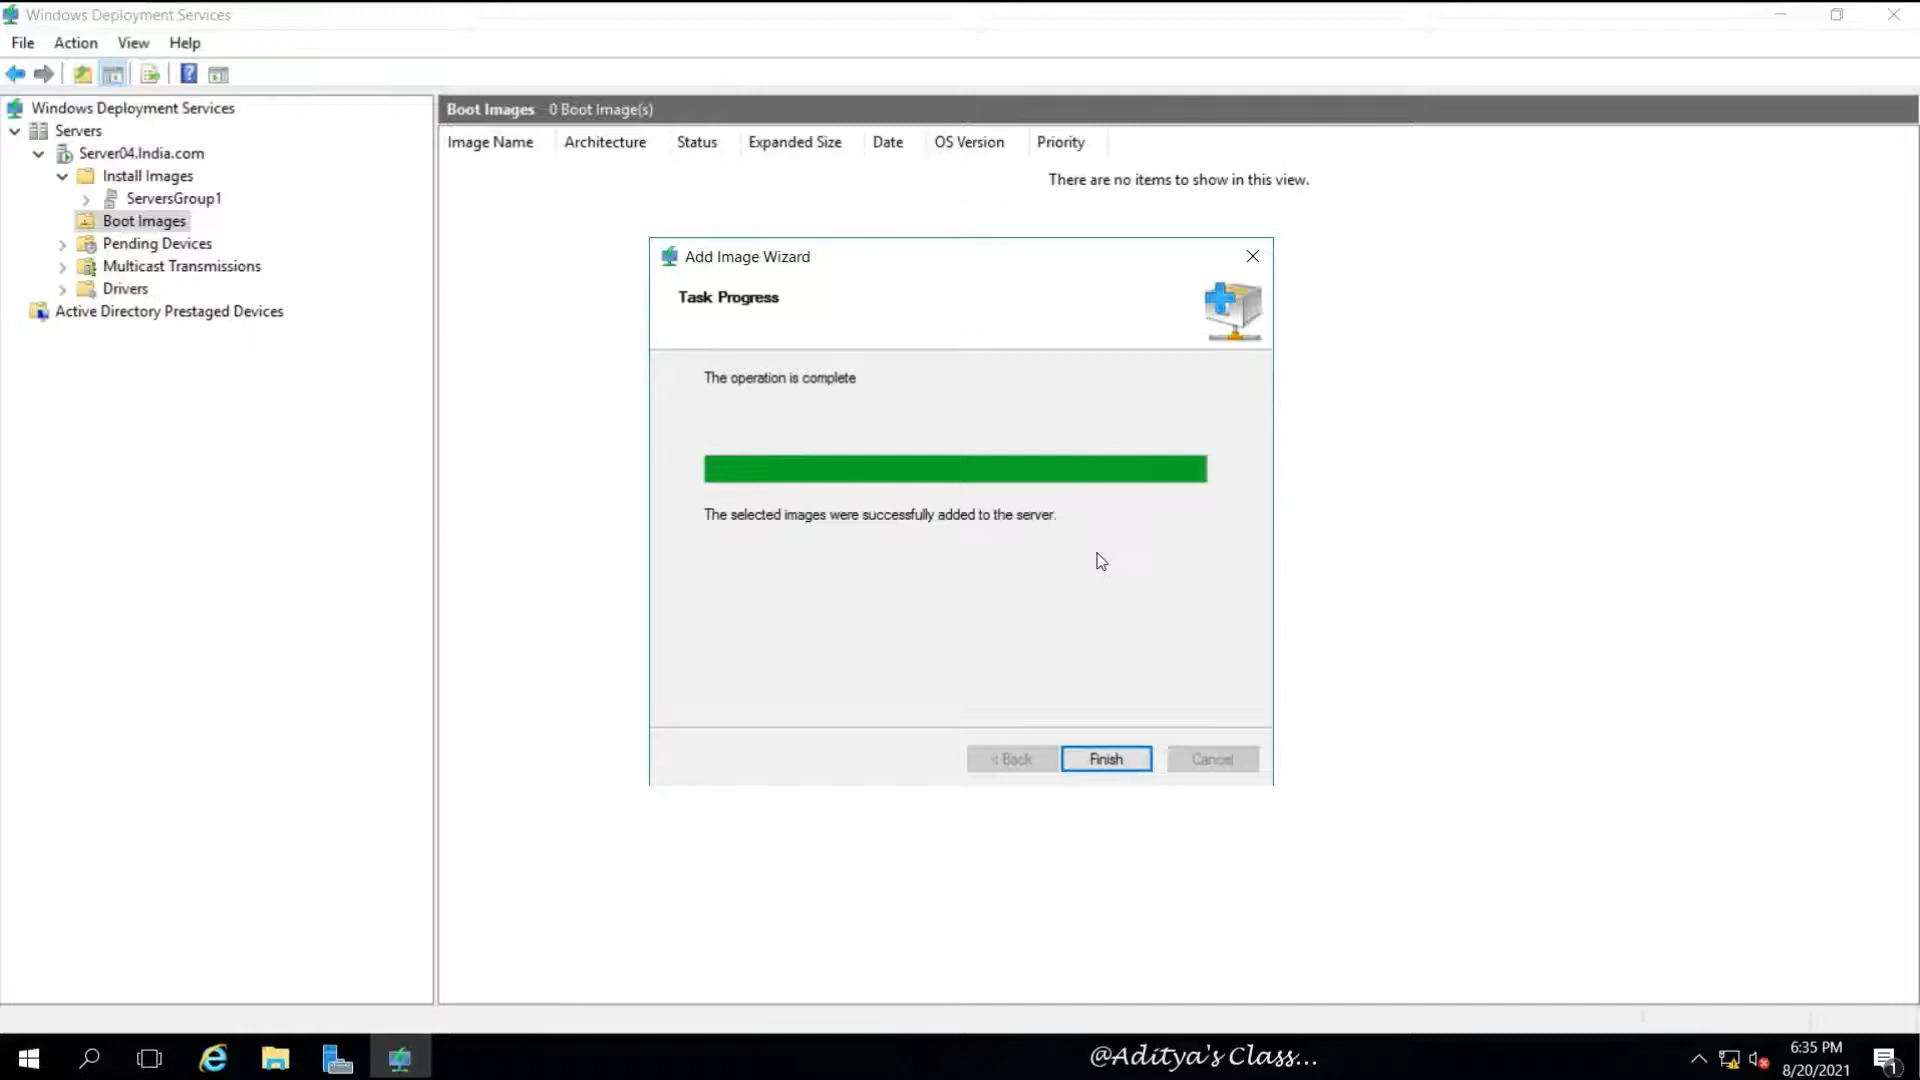 Windows Deployment Services
File Action View Help
Windows Deployment Services
Servers
Server04.India.com
Install Images
ServersGroup1
Boot Images
Pending Devices
Multicast Transmissions
Drivers
Active Directory Prestaged Devices
Boot Images 0 Boot Image(s)
Image Name Architecture Status Expanded Size Date OS Version Priority
There are no items to show in this view.
Add Image Wizard
Task Progress
The operation is complete
The selected images were successfully added to the server.
< Back Finish Cancel
@Aditya's Class...
6:35 PM
8/20/2021
1